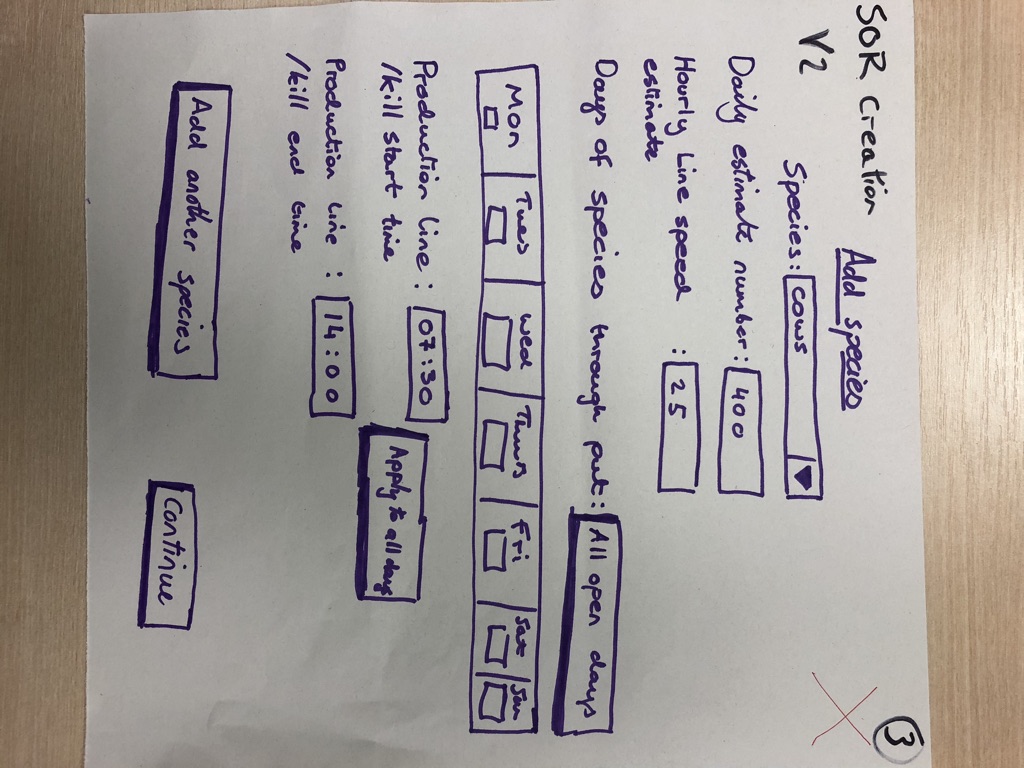 SOR Creation
V2
3
Add species
Species: cows
Daily estimate number: 400
Hourly Line speed : 25
estimate
Days of species through put: All open days
Mon Tues Wed Thurs Fri Sat Sun
Production Line : 07:30
/kill start time
Apply to all days
Production Line : 14:00
/kill end time
Add another species
Continue